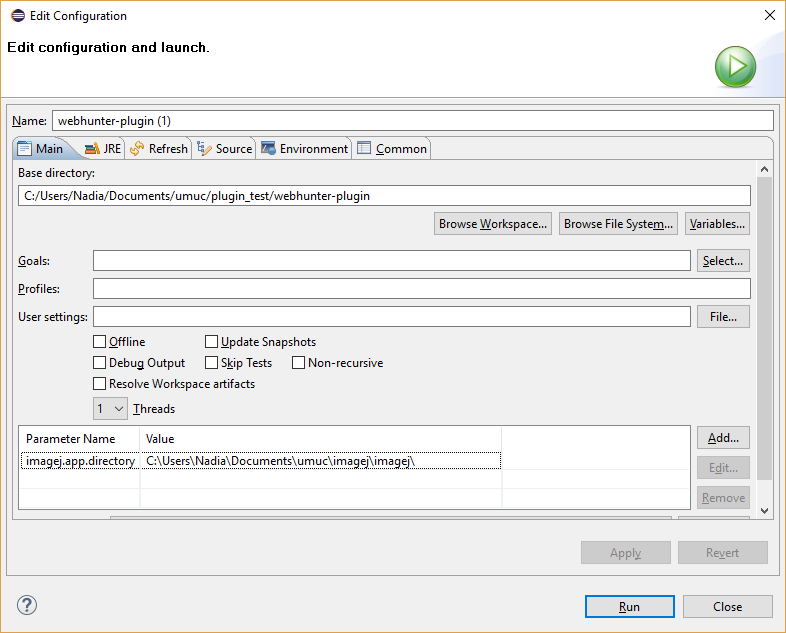 Edit Configuration
Edit configuration and launch.
Name: webhunter-plugin (1)
Main JRE Refresh Source Environment Common
Base directory:
C:/Users/Nadia/Documents/umuc/plugin_test/webhunter-plugin
Browse Workspace... Browse File System... Variables...
Goals: Select...
Profiles:
User settings: File...
Offline Update Snapshots
Debug Output Skip Tests Non-recursive
Resolve Workspace artifacts
1 Threads
Parameter Name Value Add...
imagej.app.directory C:\Users\Nadia\Documents\umuc\imagej\imagej\
Edit...
Remove
Apply Revert
? Run Close